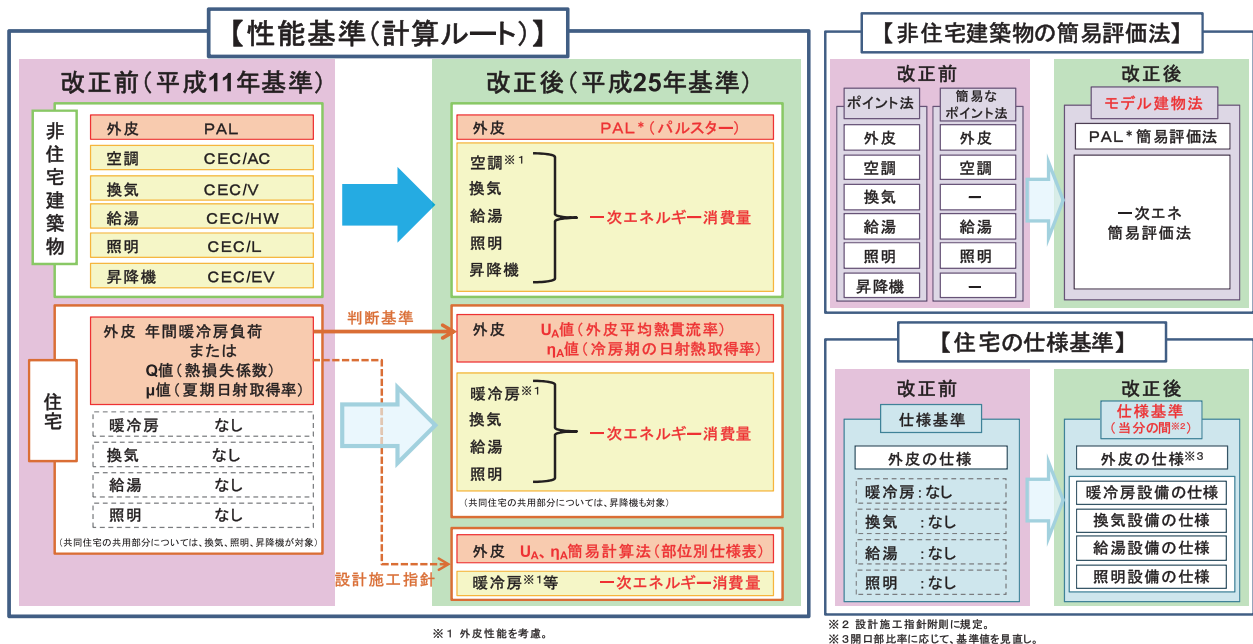 【性能基準(計算ルート)】
改正前(平成11年基準)
改正後(平成25年基準)
非住宅建築物
外皮 PAL
空調 CEC/AC
換気 CEC/V
給湯 CEC/HW
照明 CEC/L
昇降機 CEC/EV
外皮 PAL*(パルスター)
空調※1
換気
給湯
照明
昇降機
一次エネルギー消費量
住宅
外皮 年間暖冷房負荷
または
Q値(熱損失係数)
μ値(夏期日射取得率)
暖冷房 なし
換気 なし
給湯 なし
照明 なし
(共同住宅の共用部分については、換気、照明、昇降機が対象)
判断基準
設計施工指針
外皮 UA値(外皮平均熱貫流率)
ηA値(冷房期の日射熱取得率)
暖冷房※1
換気
給湯
照明
一次エネルギー消費量
(共同住宅の共用部分については、昇降機も対象)
外皮 UA、ηA簡易計算法(部位別仕様表)
暖冷房※1等 一次エネルギー消費量
※1 外皮性能を考慮。
【非住宅建築物の簡易評価法】
改正前
改正後
ポイント法
外皮
空調
換気
給湯
照明
昇降機
簡易な
ポイント法
外皮
空調
－
給湯
照明
－
モデル建物法
PAL*簡易評価法
一次エネ
簡易評価法
【住宅の仕様基準】
改正前
改正後
仕様基準
外皮の仕様
暖冷房:なし
換気 :なし
給湯 :なし
照明 :なし
仕様基準
(当分の間※2)
外皮の仕様※3
暖冷房設備の仕様
換気設備の仕様
給湯設備の仕様
照明設備の仕様
※2 設計施工指針附則に規定。
※3開口部比率に応じて、基準値を見直し。